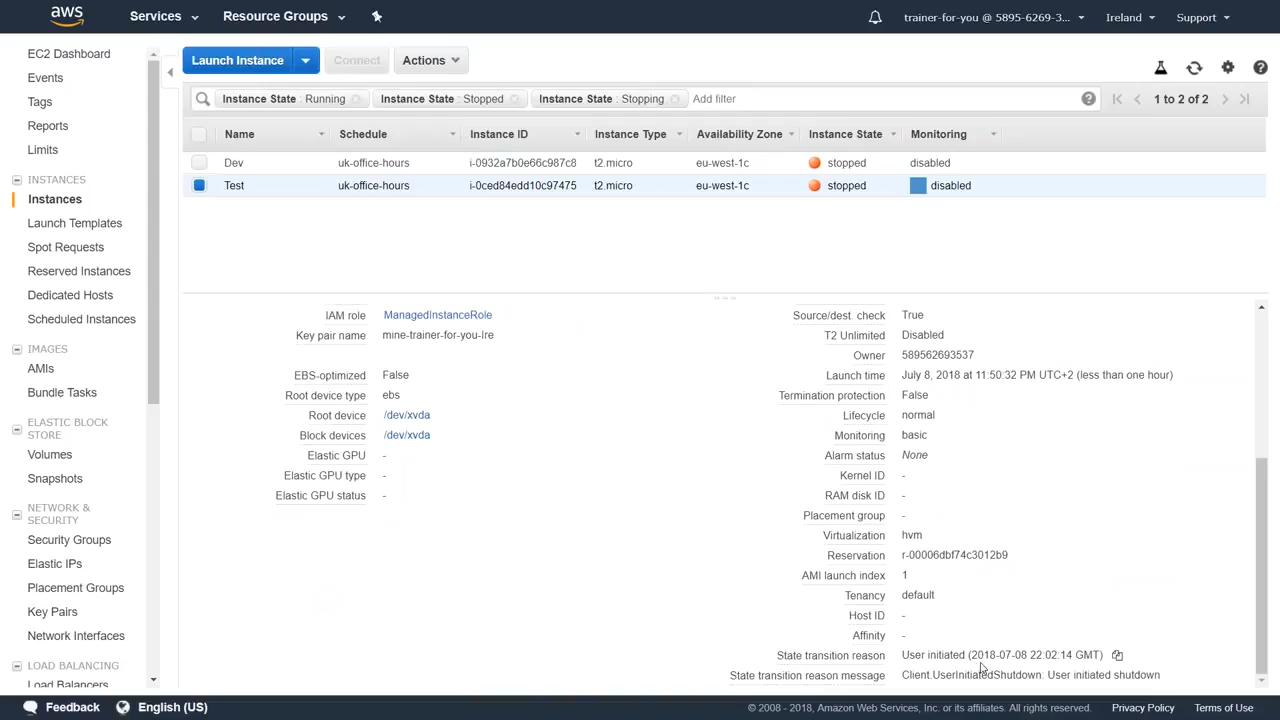 aws
Services
Resource Groups
trainer-for-you @ 5895-6269-3...
Ireland
Support
EC2 Dashboard
Events
Tags
Reports
Limits
INSTANCES
Instances
Launch Templates
Spot Requests
Reserved Instances
Dedicated Hosts
Scheduled Instances
IMAGES
AMIs
Bundle Tasks
ELASTIC BLOCK
STORE
Volumes
Snapshots
NETWORK &
SECURITY
Security Groups
Elastic IPs
Placement Groups
Key Pairs
Network Interfaces
LOAD BALANCING
Load Balancers
Launch Instance
Connect
Actions
Instance State : Running
Instance State : Stopped
Instance State : Stopping
Add filter
1 to 2 of 2
Name Schedule Instance ID Instance Type Availability Zone Instance State Monitoring
Dev uk-office-hours i-0932a7b0e66c987c8 t2.micro eu-west-1c stopped disabled
Test uk-office-hours i-0ced84edd10c97475 t2.micro eu-west-1c stopped disabled
IAM role ManagedInstanceRole
Key pair name mine-trainer-for-you-Ire
EBS-optimized False
Root device type ebs
Root device /dev/xvda
Block devices /dev/xvda
Elastic GPU -
Elastic GPU type -
Elastic GPU status -
Source/dest. check True
T2 Unlimited Disabled
Owner 589562693537
Launch time July 8, 2018 at 11:50:32 PM UTC+2 (less than one hour)
Termination protection False
Lifecycle normal
Monitoring basic
Alarm status None
Kernel ID -
RAM disk ID -
Placement group -
Virtualization hvm
Reservation r-00006dbf74c3012b9
AMI launch index 1
Tenancy default
Host ID -
Affinity -
State transition reason User initiated (2018-07-08 22:02:14 GMT)
State transition reason message Client.UserInitiatedShutdown: User initiated shutdown
Feedback
English (US)
© 2008 - 2018, Amazon Web Services, Inc. or its affiliates. All rights reserved.
Privacy Policy
Terms of Use